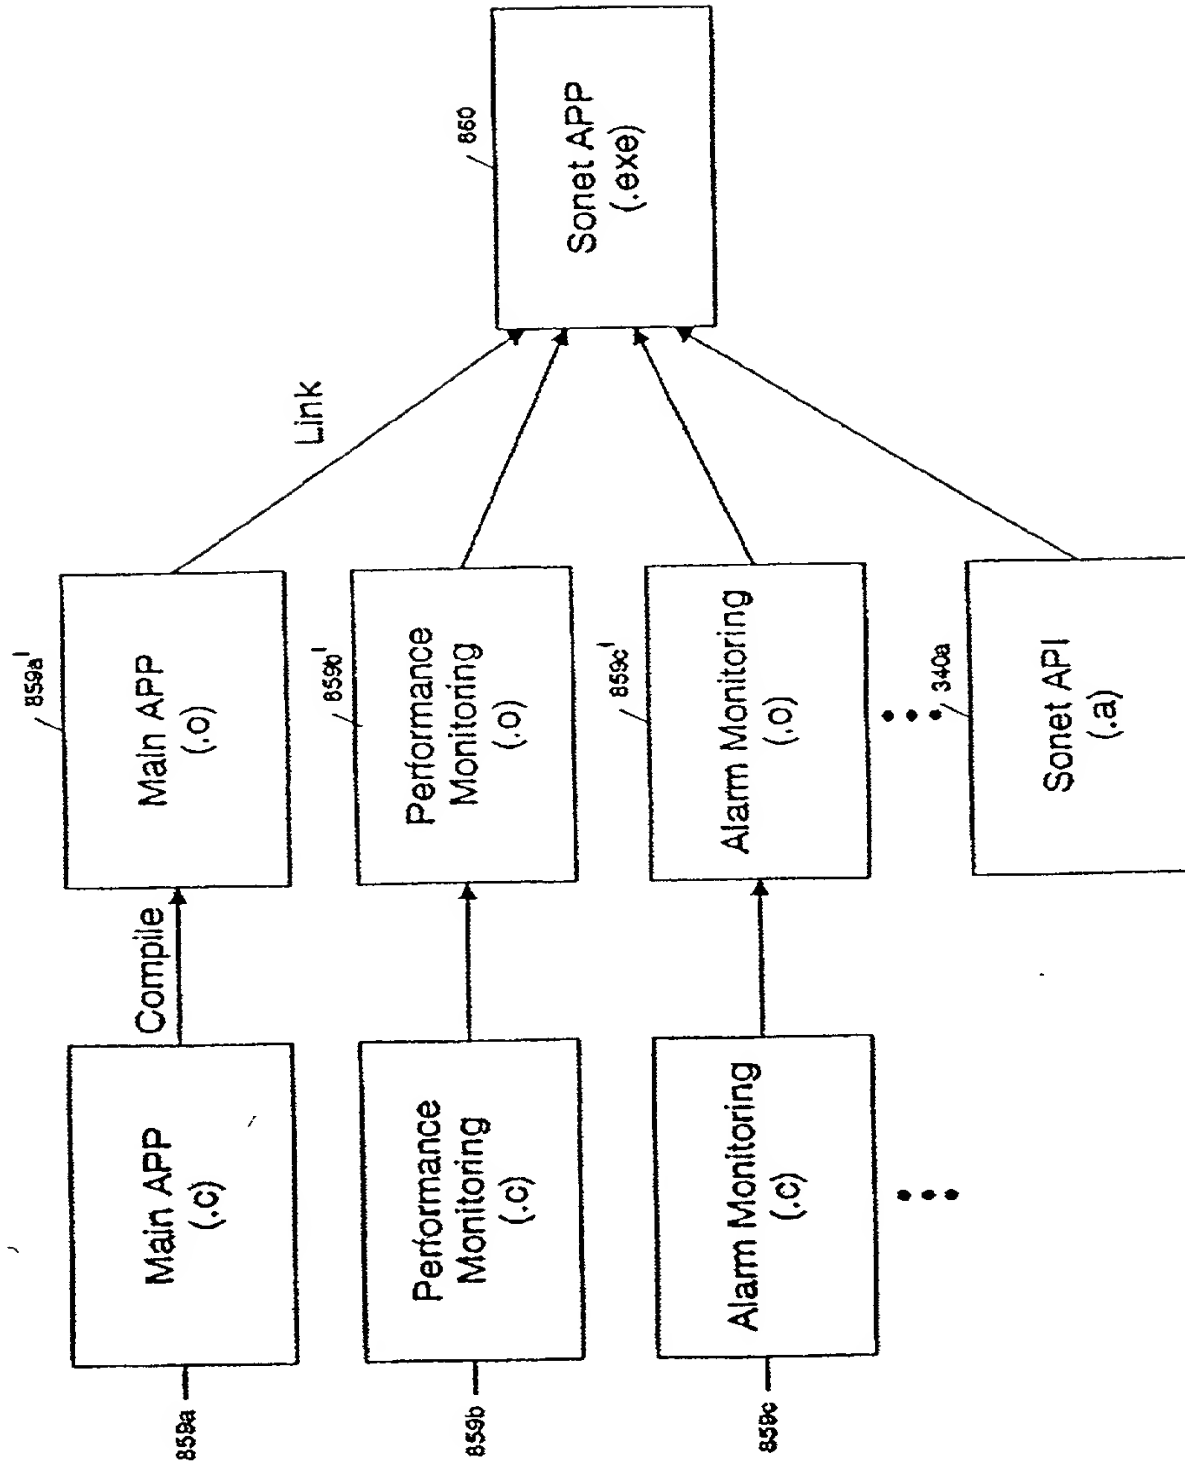 859a
Main APP
(.c)
Compile
859a'
Main APP
(.o)
Link
859b
Performance
Monitoring
(.c)
859b'
Performance
Monitoring
(.o)
860
Sonet APP
(.exe)
859c
Alarm Monitoring
(.c)
859c'
Alarm Monitoring
(.o)
340a
Sonet API
(.a)